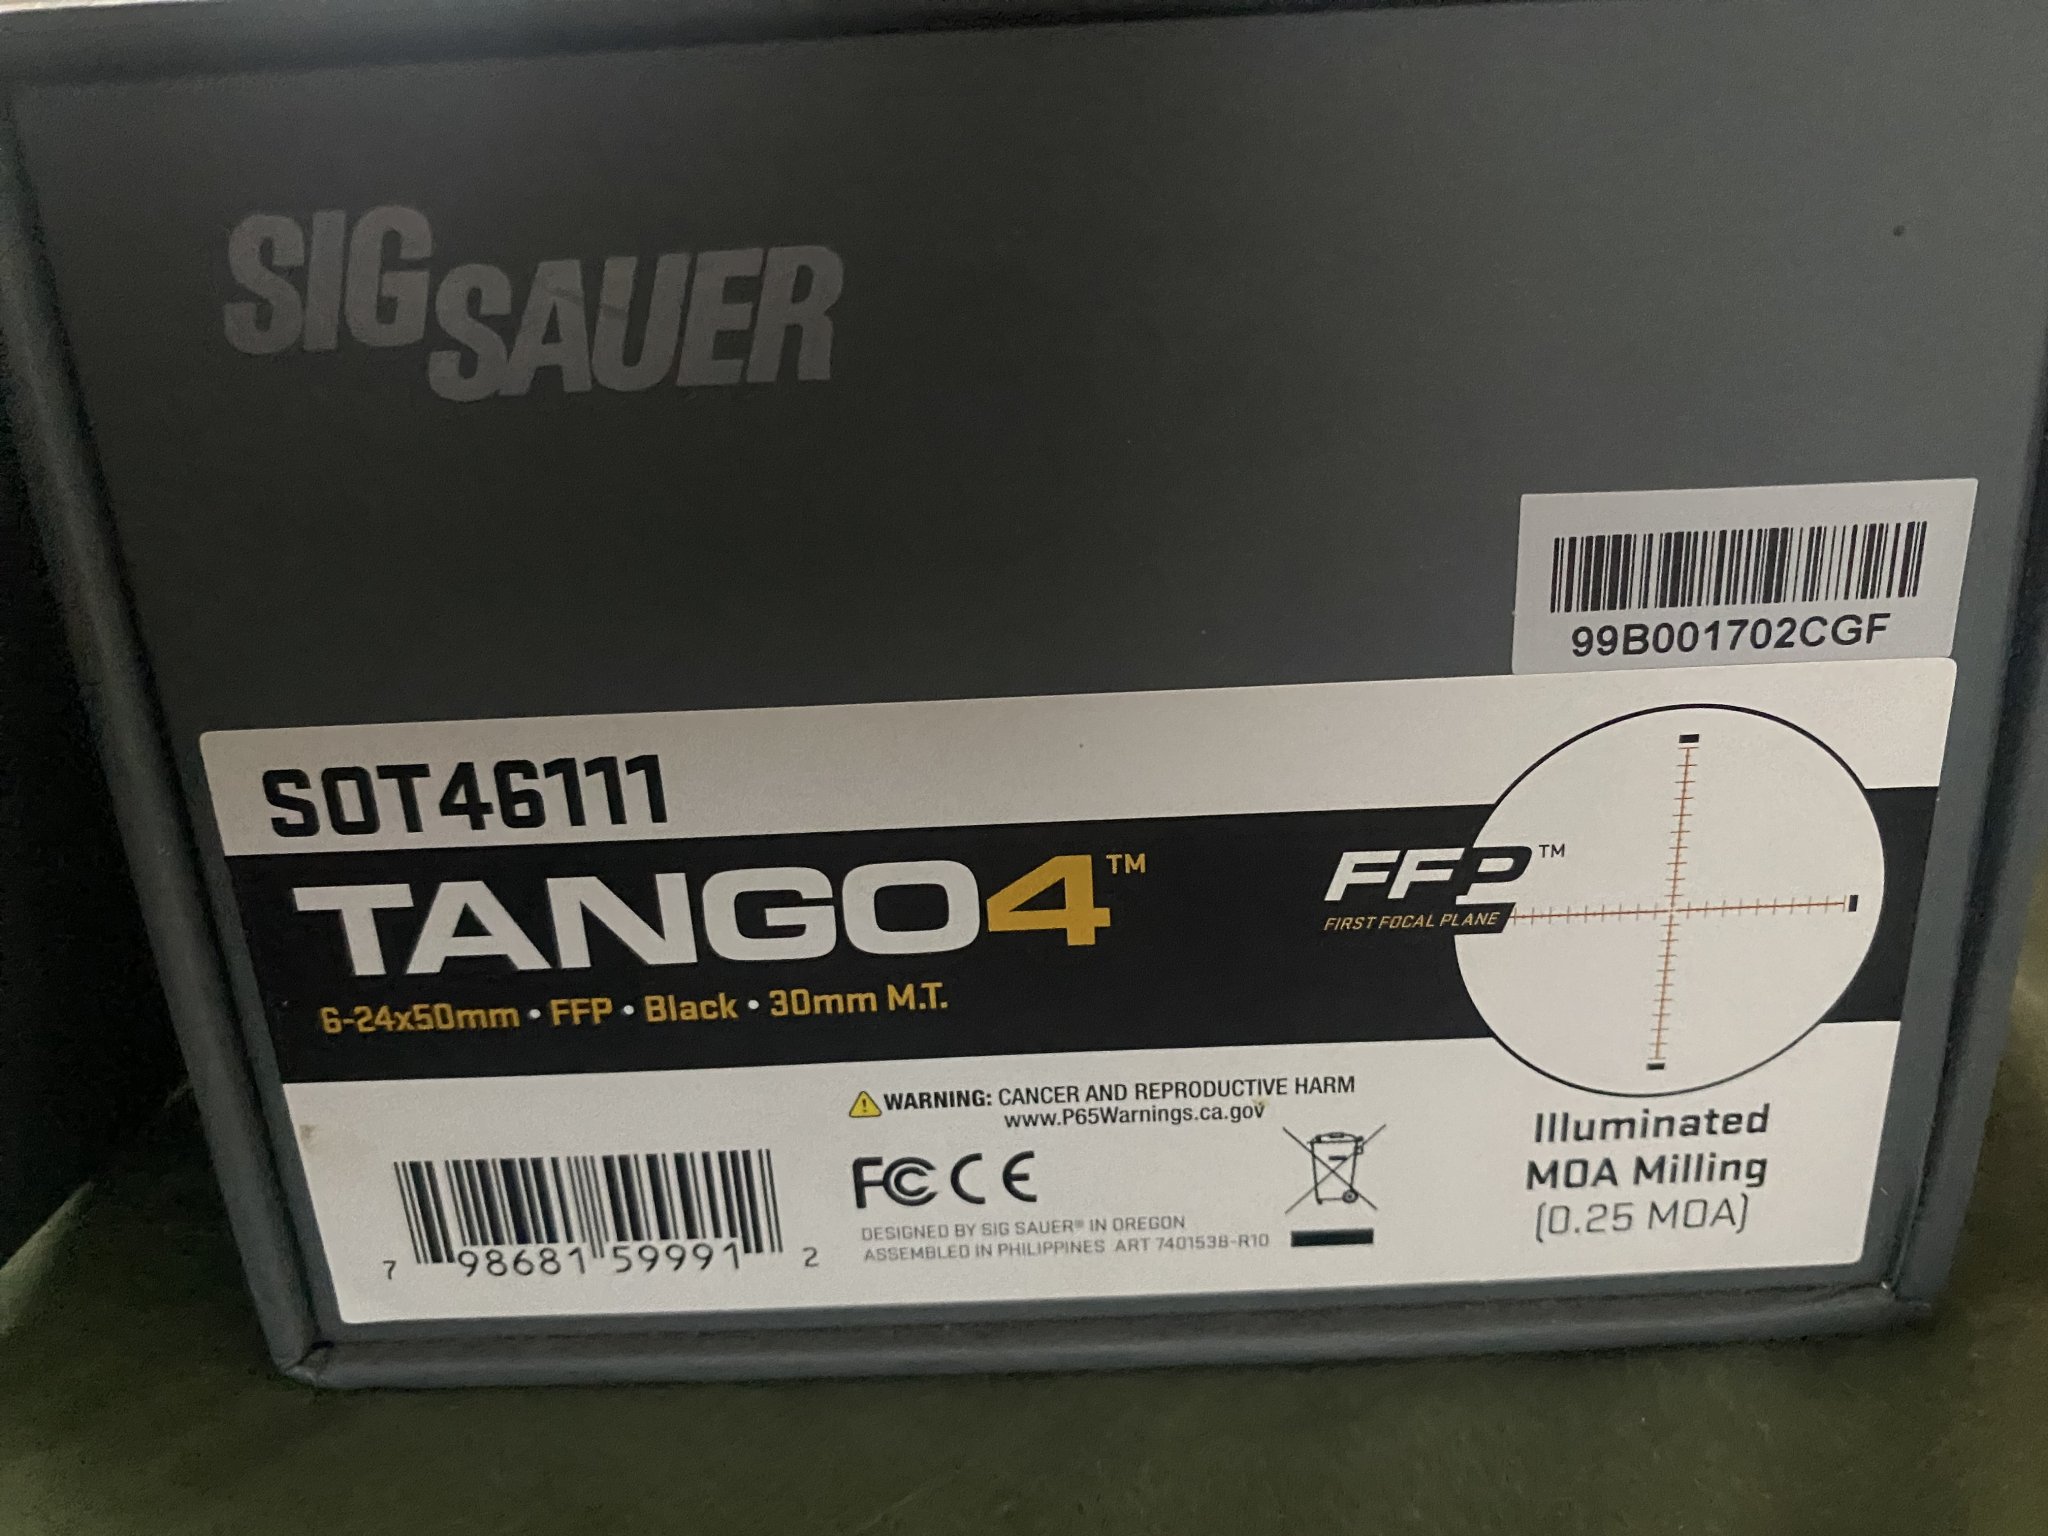 SIG SAUER
99B001702CGF
SOT46111
TANGO4™
FFP™
FIRST FOCAL PLANE
6-24x50mm • FFP • Black • 30mm M.T.
WARNING: CANCER AND REPRODUCTIVE HARM
www.P65Warnings.ca.gov
FC CE
DESIGNED BY SIG SAUER® IN OREGON
ASSEMBLED IN PHILIPPINES ART 7401538-R10
7 98681 59991 2
Illuminated
MOA Milling
(0.25 MOA)